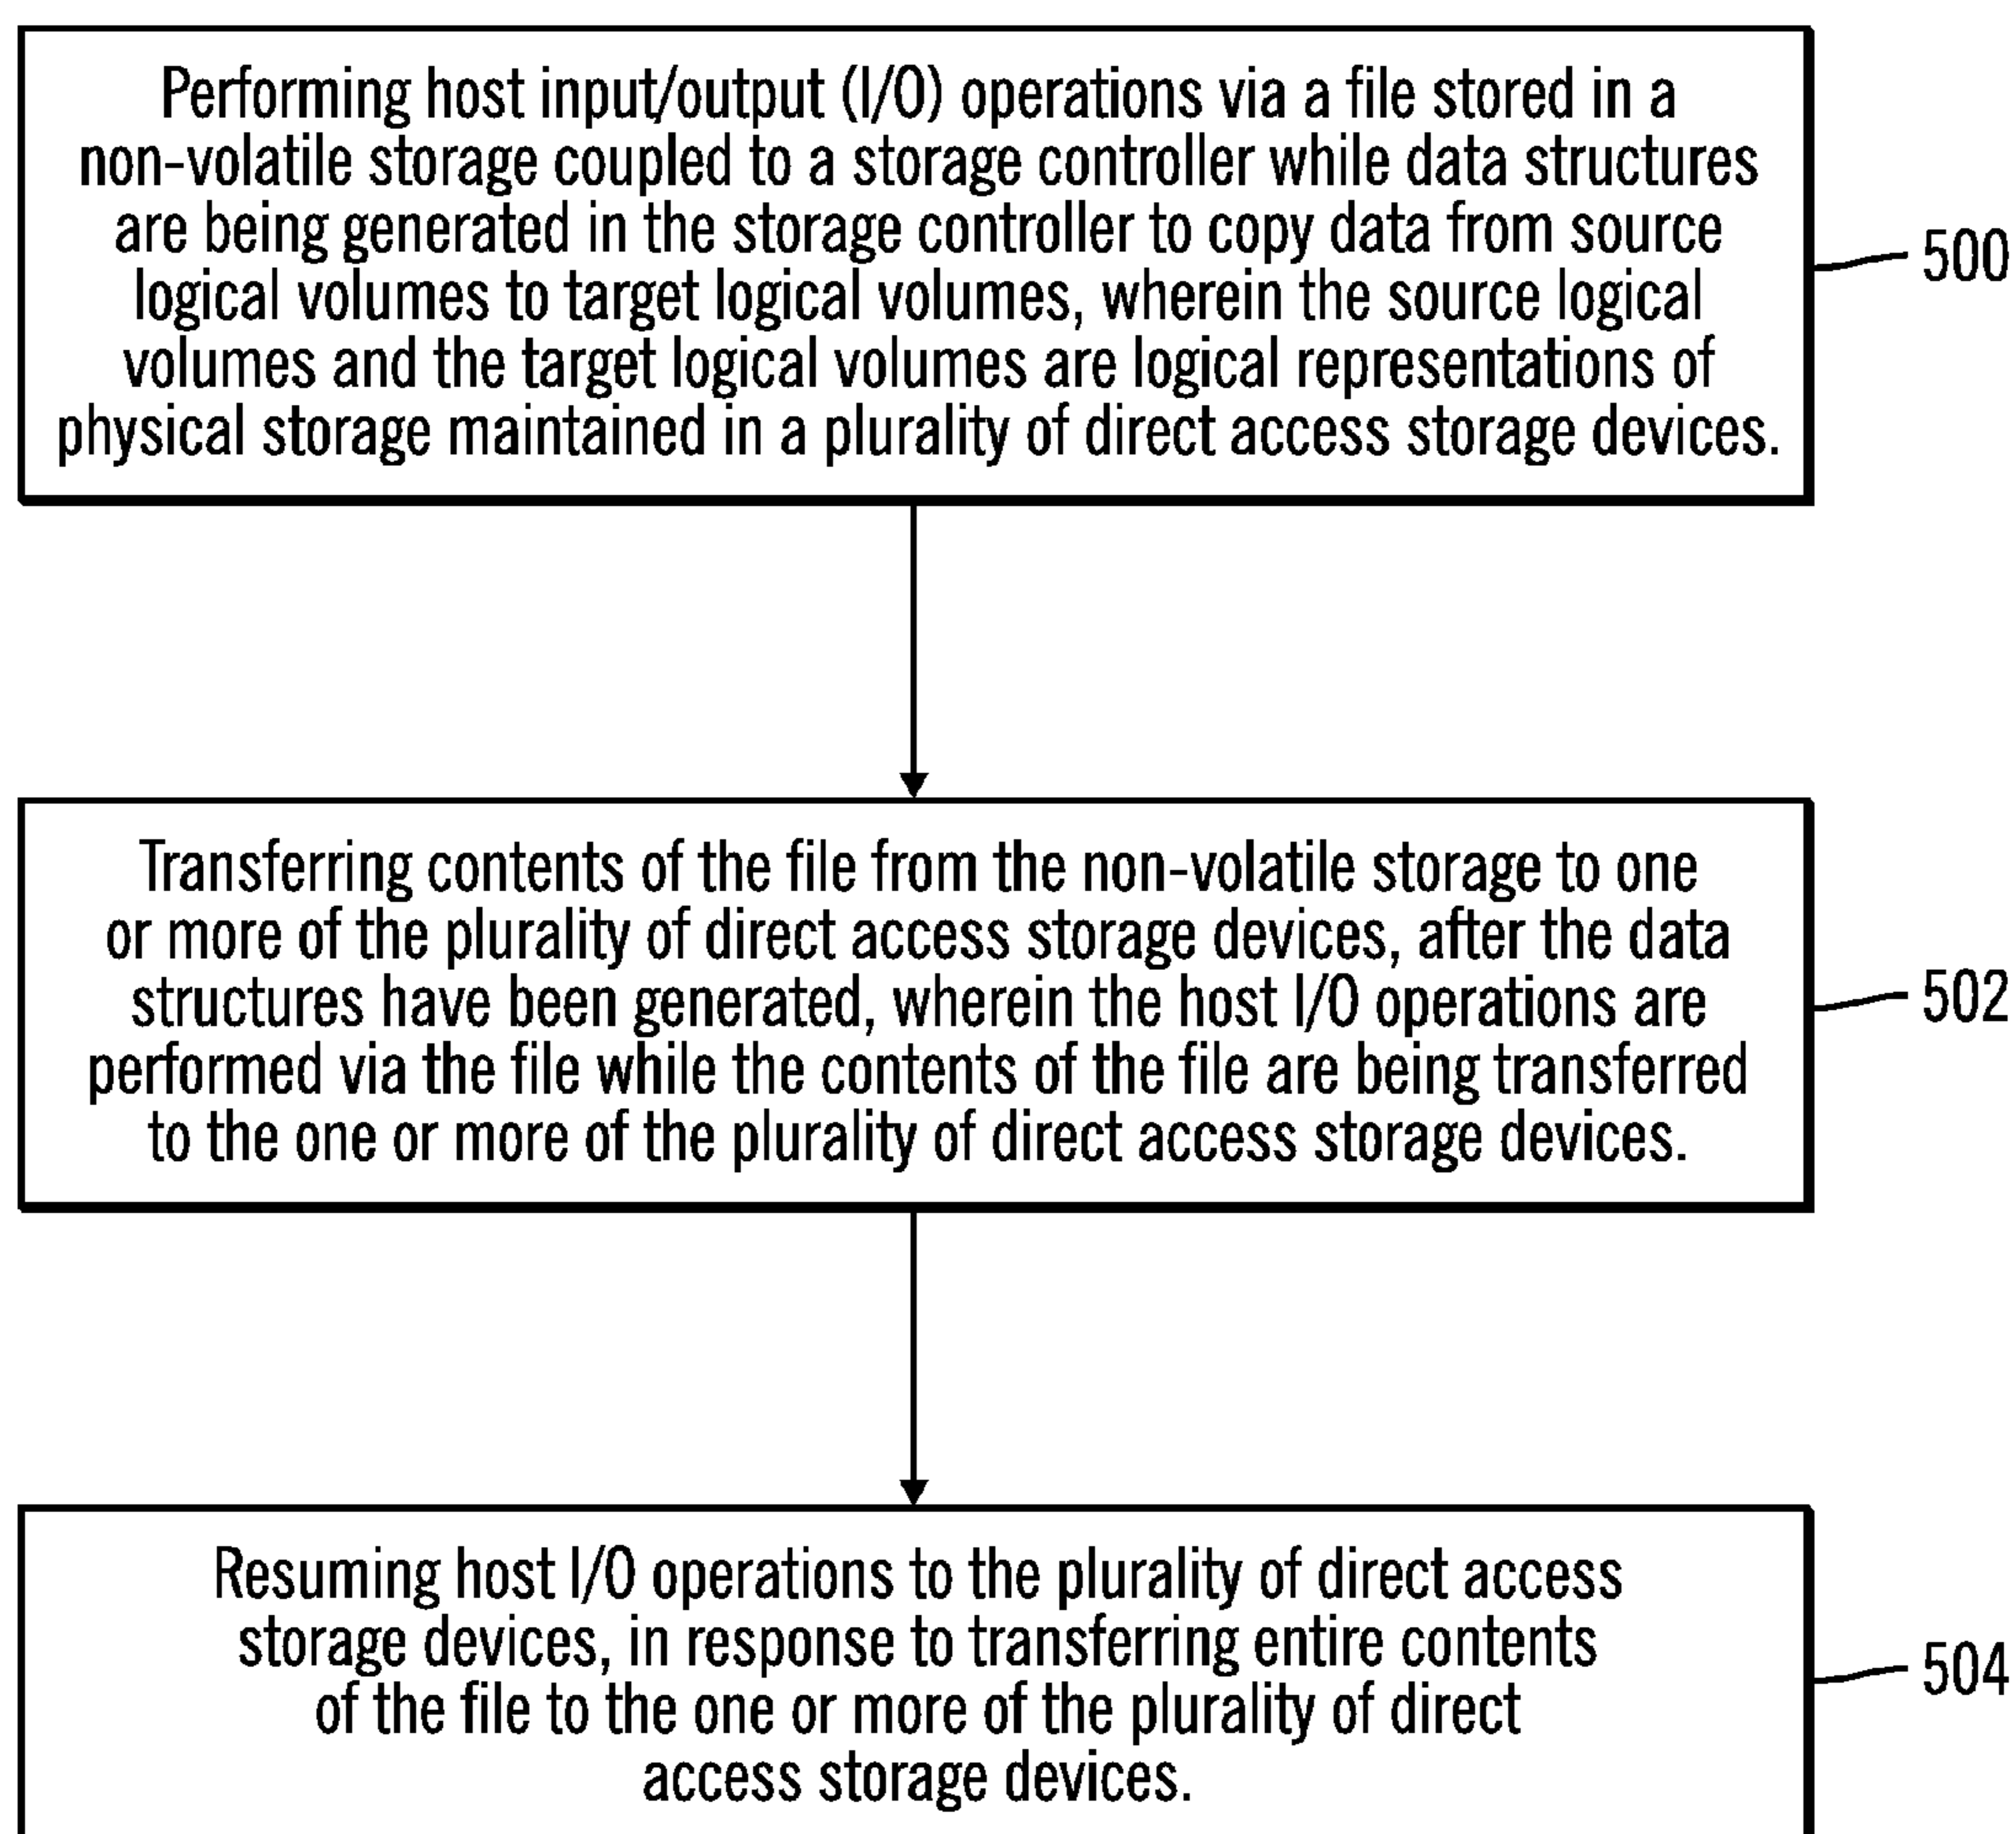 Performing host input/output (I/O) operations via a file stored in a
non-volatile storage coupled to a storage controller while data structures
are being generated in the storage controller to copy data from source
logical volumes to target logical volumes, wherein the source logical
volumes and the target logical volumes are logical representations of
physical storage maintained in a plurality of direct access storage devices.
500
Transferring contents of the file from the non-volatile storage to one
or more of the plurality of direct access storage devices, after the data
structures have been generated, wherein the host I/O operations are
performed via the file while the contents of the file are being transferred
to the one or more of the plurality of direct access storage devices.
502
Resuming host I/O operations to the plurality of direct access
storage devices, in response to transferring entire contents
of the file to the one or more of the plurality of direct
access storage devices.
504